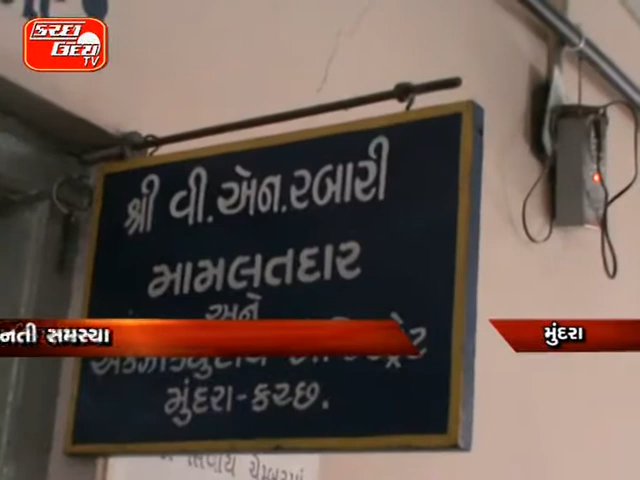 કચ્છ ઉદય TV
શ્રી વી.એન.રબારી
મામલતદાર
અને
મુંદરા-કચ્છ.
નતી સમસ્યા
મુંદરા